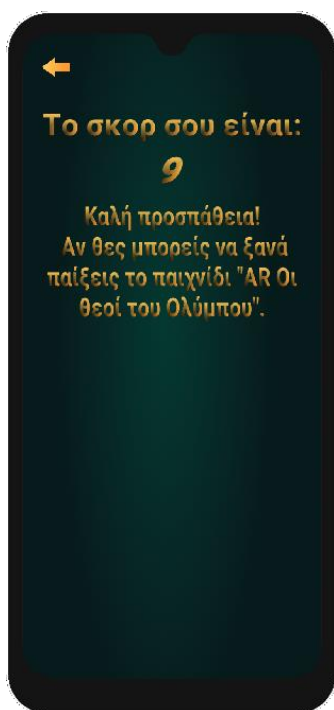 Το σκορ σου είναι:
9
Καλή προσπάθεια!
Αν θες μπορείς να ξανά
παίξεις το παιχνίδι "AR Οι
θεοί του Ολύμπου".